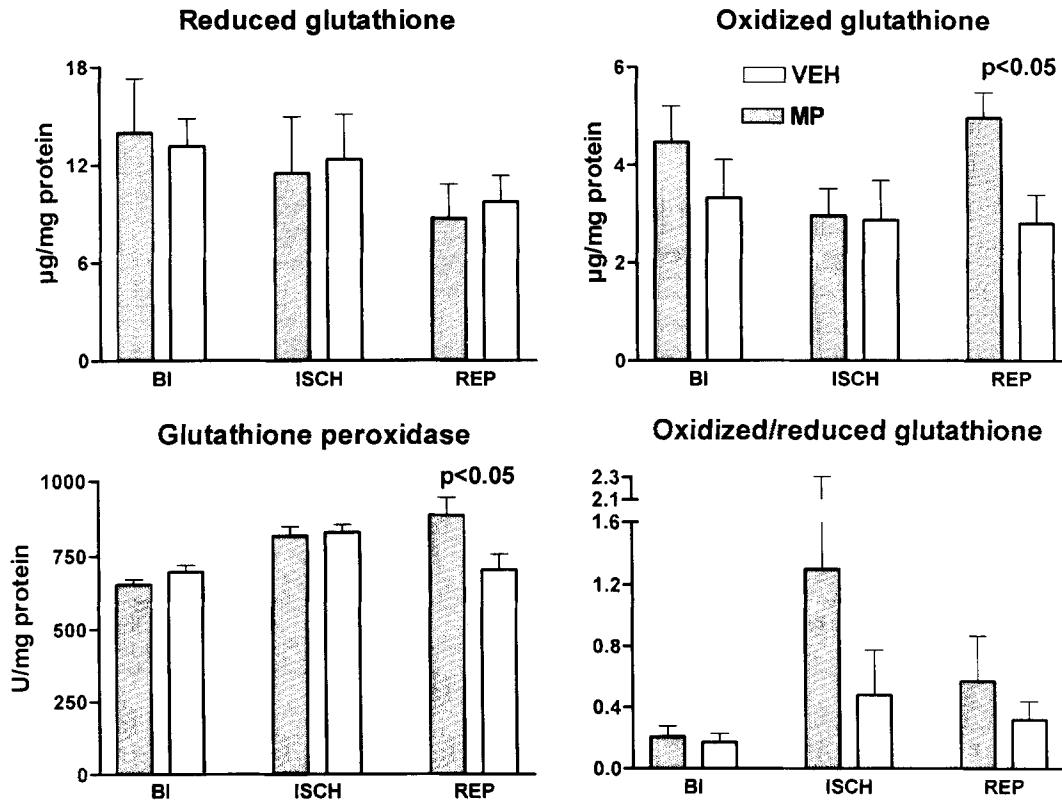 Reduced glutathione
18
12
6
0
µg/mg protein
BI ISCH REP
Oxidized glutathione
VEH
MP
p<0.05
6
4
2
0
µg/mg protein
BI ISCH REP
Glutathione peroxidase
p<0.05
1000
750
500
250
0
U/mg protein
BI ISCH REP
Oxidized/reduced glutathione
2.3
2.1
1.6
1.2
0.8
0.4
0.0
BI ISCH REP